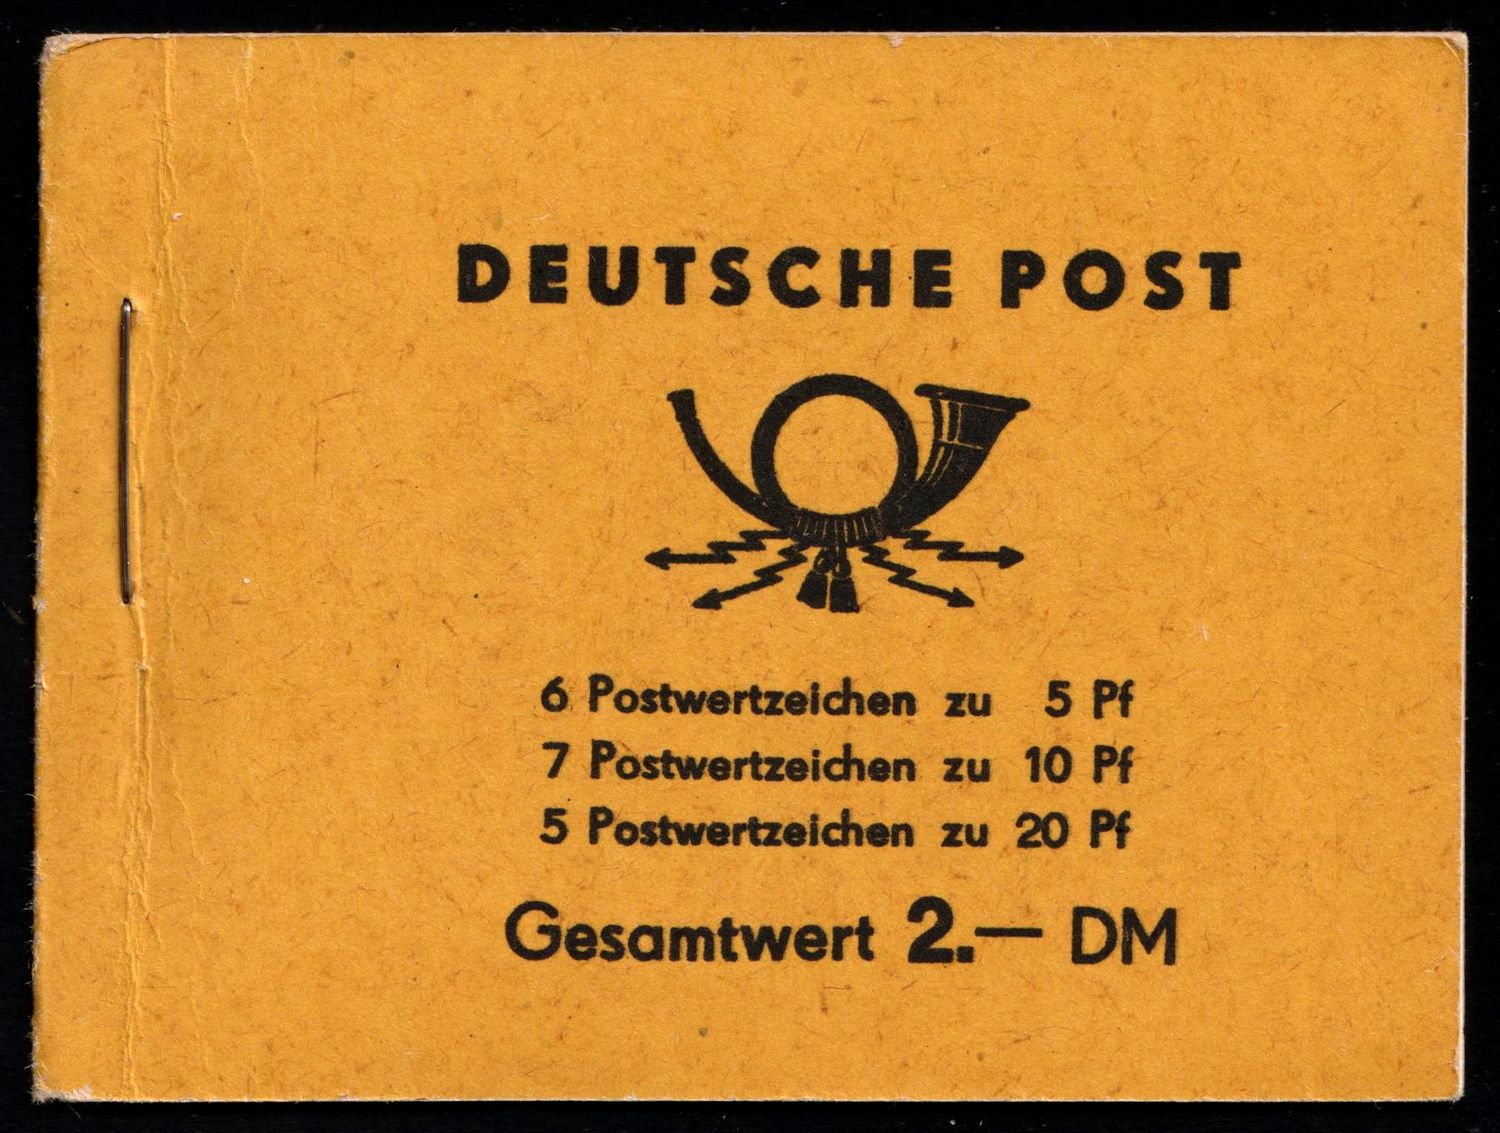 DEUTSCHE POST
6 Postwertzeichen zu 5 Pf
7 Postwertzeichen zu 10 Pf
5 Postwertzeichen zu 20 Pf
Gesamtwert 2.— DM